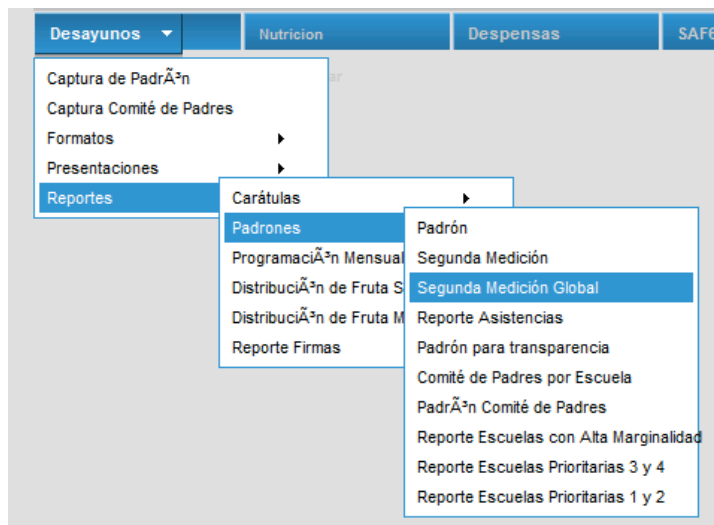 Desayunos
Nutricion
Despensas
SAF6
Captura de PadrÃ³n
ar
Captura Comité de Padres
Formatos
Presentaciones
Reportes
Carátulas
Padrones
ProgramaciÃ³n Mensual
DistribuciÃ³n de Fruta S
DistribuciÃ³n de Fruta M
Reporte Firmas
Padrón
Segunda Medición
Segunda Medición Global
Reporte Asistencias
Padrón para transparencia
Comité de Padres por Escuela
PadrÃ³n Comité de Padres
Reporte Escuelas con Alta Marginalidad
Reporte Escuelas Prioritarias 3 y 4
Reporte Escuelas Prioritarias 1 y 2